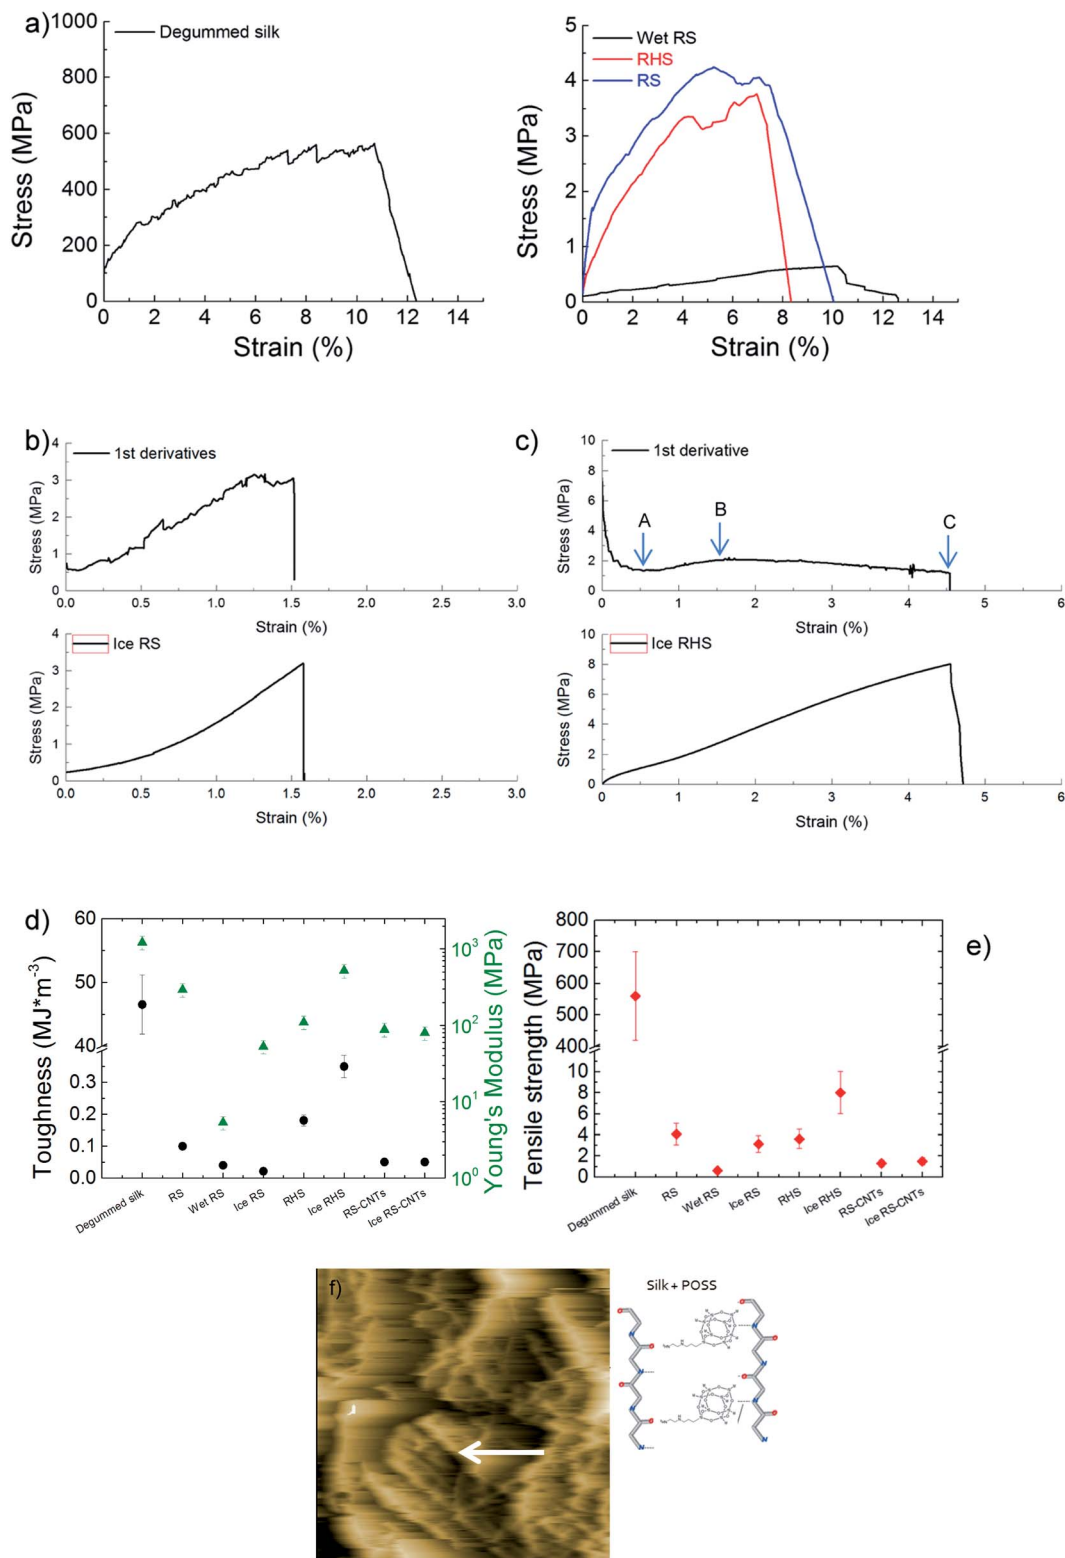 a)
Degummed silk
1000
800
600
400
200
0
Stress (MPa)
0 2 4 6 8 10 12 14
Strain (%)
Wet RS
RHS
RS
5
4
3
2
1
0
Stress (MPa)
0 2 4 6 8 10 12 14
Strain (%)
b)
1st derivatives
4
3
2
1
0
Stress (MPa)
0.0 0.5 1.0 1.5 2.0 2.5 3.0
Strain (%)
Ice RS
4
3
2
1
0
Stress (MPa)
0.0 0.5 1.0 1.5 2.0 2.5 3.0
Strain (%)
c)
1st derivative
A B C
10
8
6
4
2
0
Stress (MPa)
0 1 2 3 4 5 6
Strain (%)
Ice RHS
10
8
6
4
2
0
Stress (MPa)
0 1 2 3 4 5 6
Strain (%)
d)
60
50
40
0.3
0.2
0.1
0.0
Toughness (MJ*m⁻³)
10³
10²
10¹
10⁰
Young's Modulus (MPa)
Degummed silk
RS
Wet RS
Ice RS
RHS
Ice RHS
RS-CNTs
Ice RS-CNTs
e)
800
700
600
500
400
10
8
6
4
2
0
Tensile strength (MPa)
Degummed silk
RS
Wet RS
Ice RS
RHS
Ice RHS
RS-CNTs
Ice RS-CNTs
f)
Silk + POSS